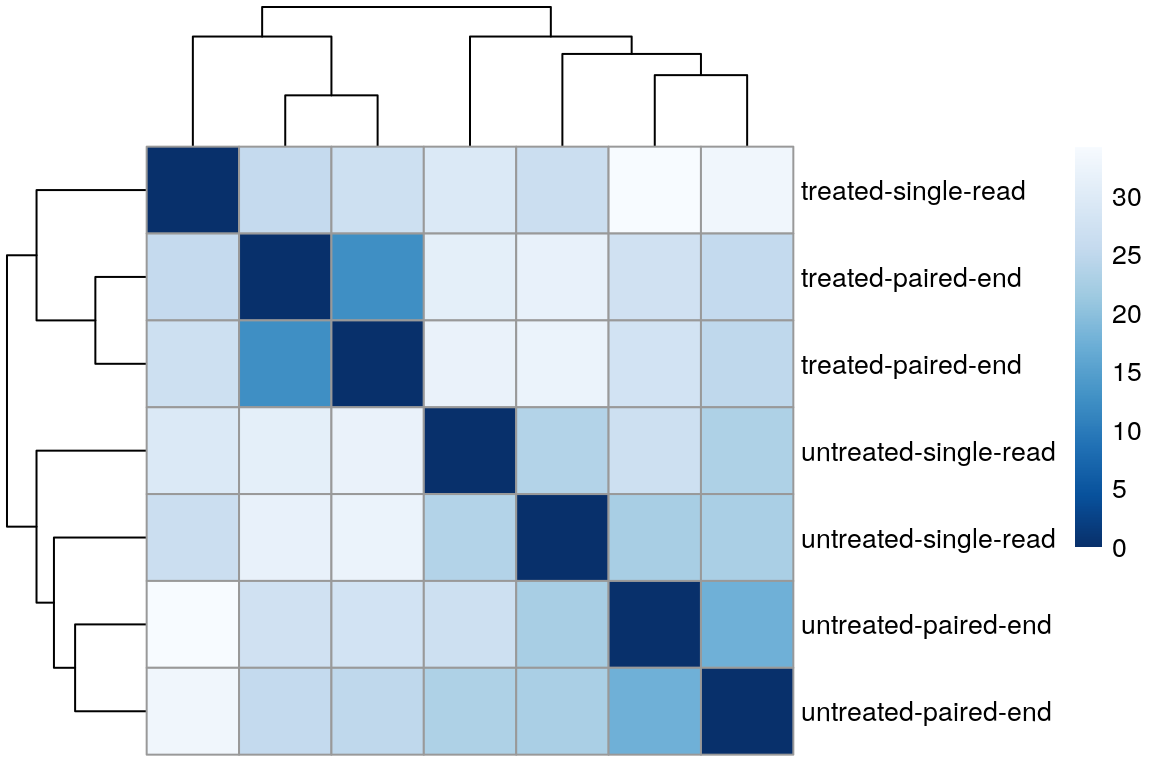 treated-single-read
treated-paired-end
treated-paired-end
untreated-single-read
untreated-single-read
untreated-paired-end
untreated-paired-end
30
25
20
15
10
5
0